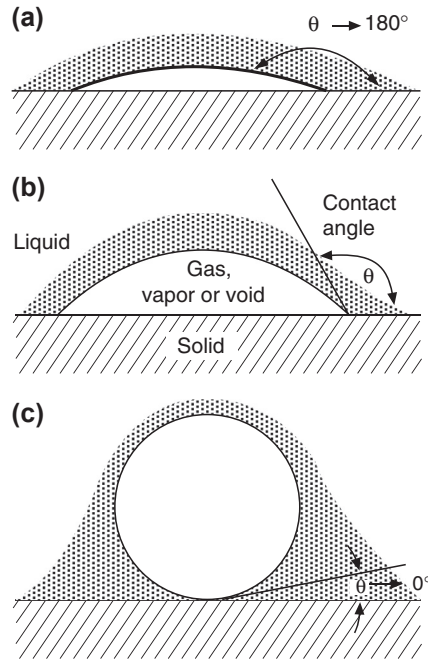 (a)
θ → 180°
(b)
Contact
angle
Liquid
θ
Gas,
vapor or void
Solid
(c)
θ → 0°